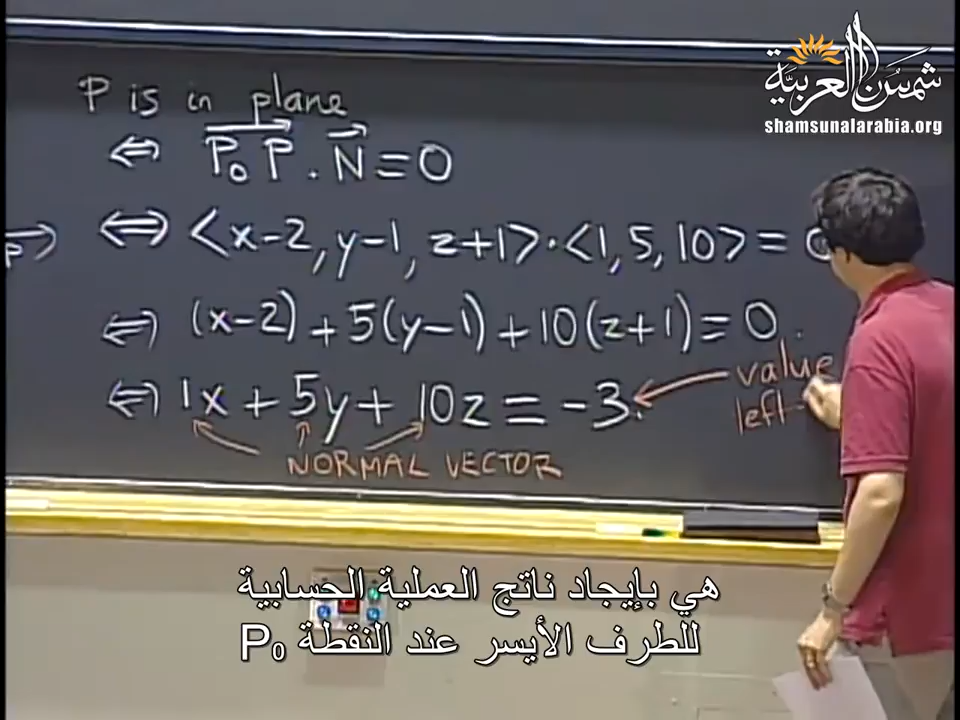 شمس العربية
shamsunalarabia.org
P is in plane
⇔ P₀P · N = 0
⇔ <x-2, y-1, z+1> · <1, 5, 10> = 0
⇔ (x-2) + 5(y-1) + 10(z+1) = 0.
⇔ 1x + 5y + 10z = -3.
value
left
NORMAL VECTOR
هي بإيجاد ناتج العملية الحسابية
للطرف الأيسر عند النقطة P₀